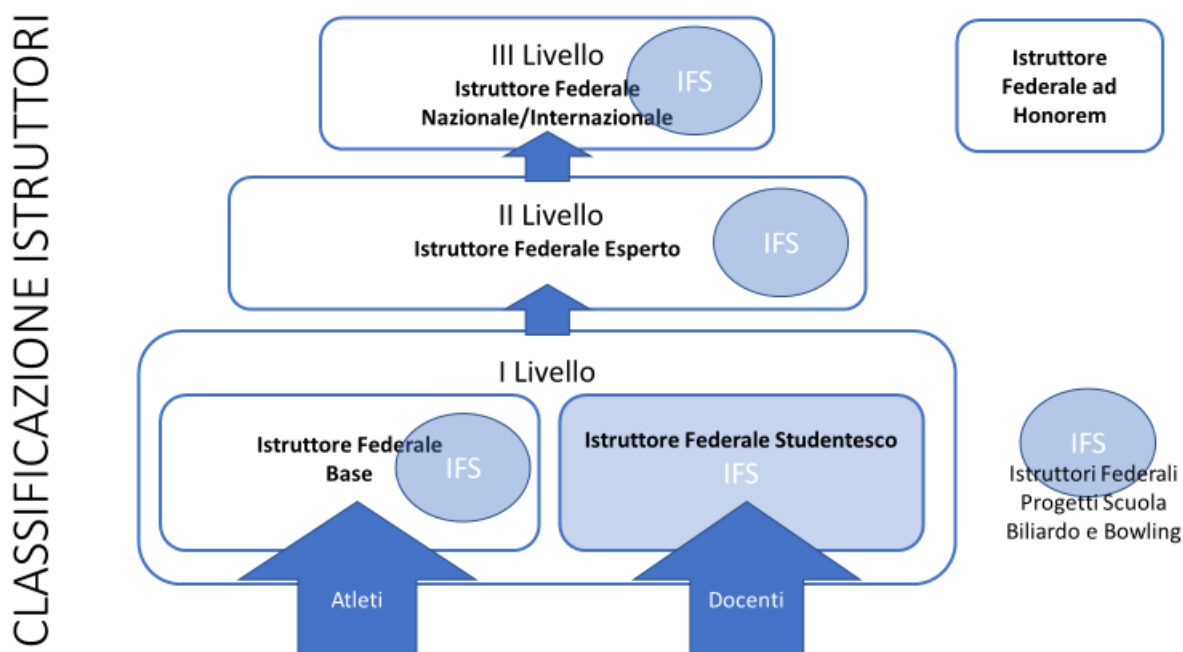 CLASSIFICAZIONE ISTRUTTORI
III Livello
Istruttore Federale
Nazionale/Internazionale
IFS
Istruttore
Federale ad
Honorem
II Livello
Istruttore Federale Esperto
IFS
I Livello
Istruttore Federale
Base
IFS
Istruttore Federale Studentesco
IFS
IFS
Istruttori Federali
Progetti Scuola
Biliardo e Bowling
Atleti
Docenti